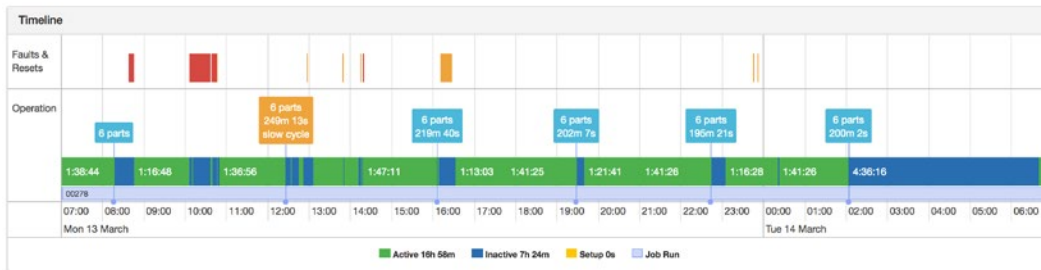 Timeline
Faults &
Resets
Operation
6 parts
6 parts
249m 13s
slow cycle
6 parts
219m 40s
6 parts
202m 7s
6 parts
195m 21s
6 parts
200m 2s
1:38:44 1:16:48 1:36:56 1:47:11 1:13:03 1:41:25 1:21:41 1:41:26 1:16:28 1:41:26 4:36:16
00278
07:00 08:00 09:00 10:00 11:00 12:00 13:00 14:00 15:00 16:00 17:00 18:00 19:00 20:00 21:00 22:00 23:00 00:00 01:00 02:00 03:00 04:00 05:00 06:00
Mon 13 March Tue 14 March
Active 16h 58m Inactive 7h 24m Setup 0s Job Run